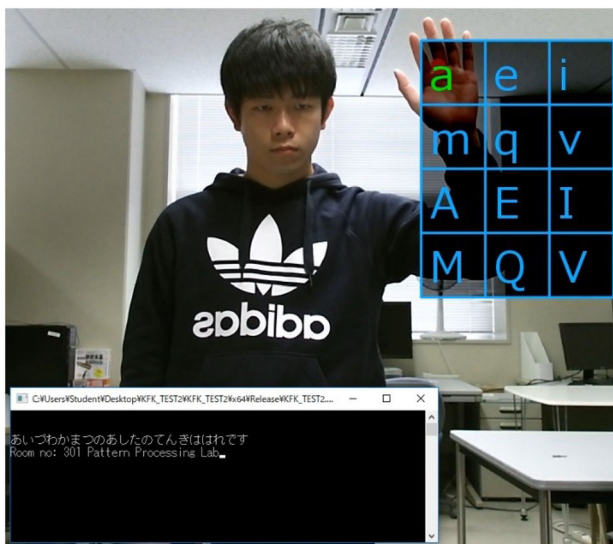 a e i
m q v
A E I
M Q V
adidas
C:¥Users¥Student¥Desktop¥KFK_TEST2¥KFK_TEST2¥x64¥Release¥KFK_TEST2....
あいづわかまつのあしたのてんきははれです
Room no: 301 Pattern Processing Lab